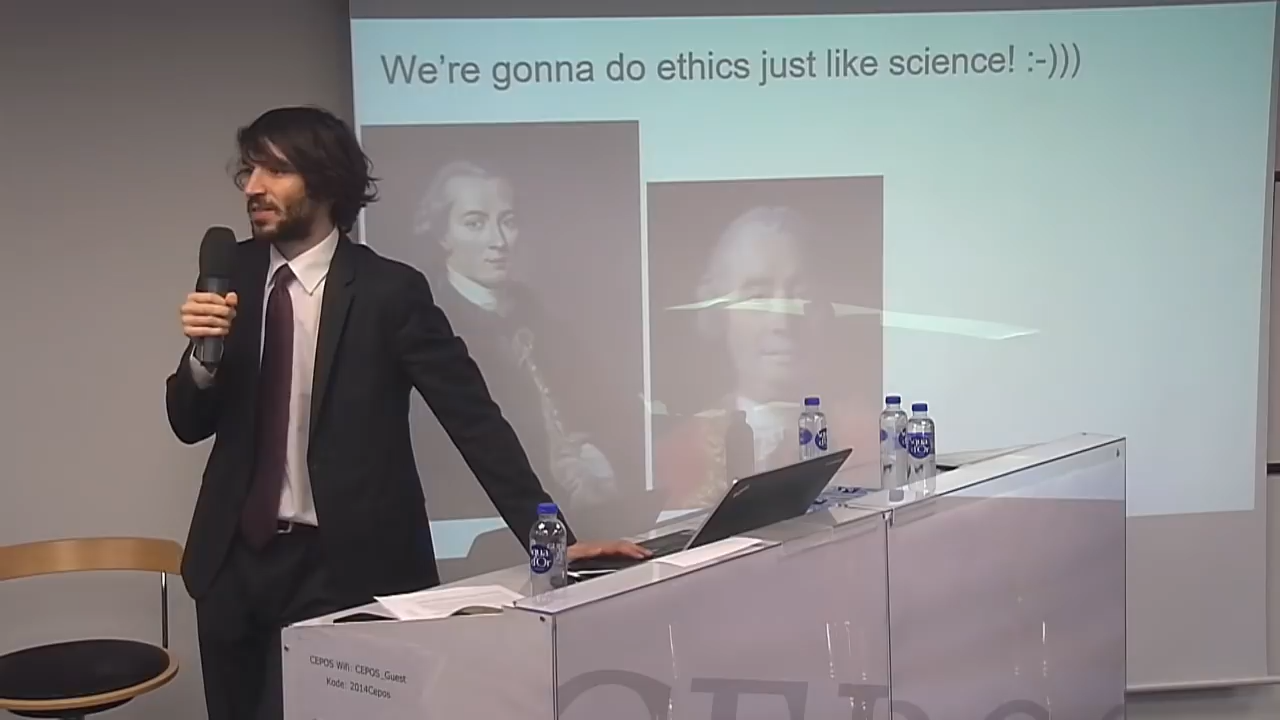 We're gonna do ethics just like science! :-)))
CEPOS Wifi: CEPOS_Guest
Kode: 2014Cepos